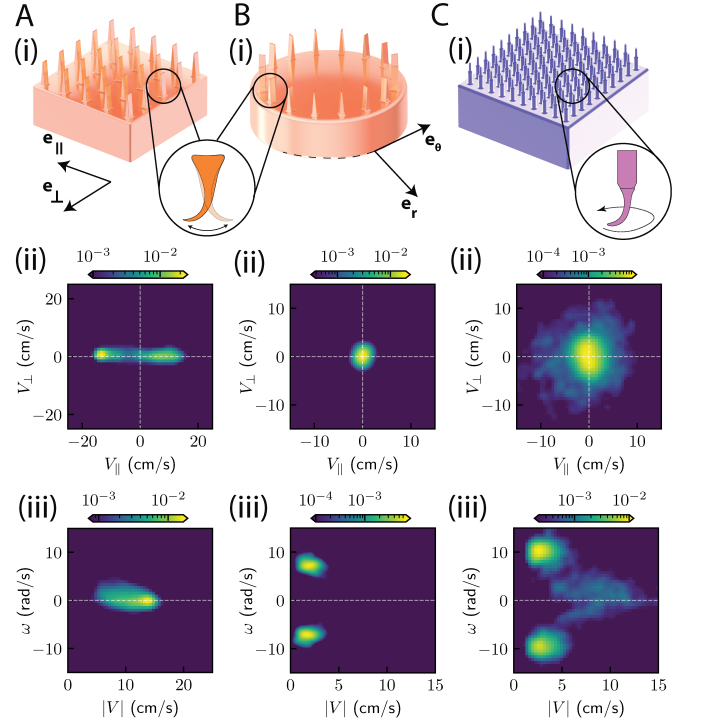 A B C
(i) (i) (i)
e∥
e⊥
eθ
er
(ii) (ii) (ii)
10⁻³ 10⁻² 10⁻³ 10⁻² 10⁻⁴ 10⁻³
V⊥ (cm/s) V⊥ (cm/s) V⊥ (cm/s)
20 10 10
0 0 0
−20 −10 −10
−20 0 20 −10 0 10 −10 0 10
V∥ (cm/s) V∥ (cm/s) V∥ (cm/s)
(iii) (iii) (iii)
10⁻³ 10⁻² 10⁻⁴ 10⁻³ 10⁻³ 10⁻²
ω (rad/s) ω (rad/s) ω (rad/s)
10 10 10
0 0 0
−10 −10 −10
0 20 0 5 10 15 0 5 10 15
|V| (cm/s) |V| (cm/s) |V| (cm/s)